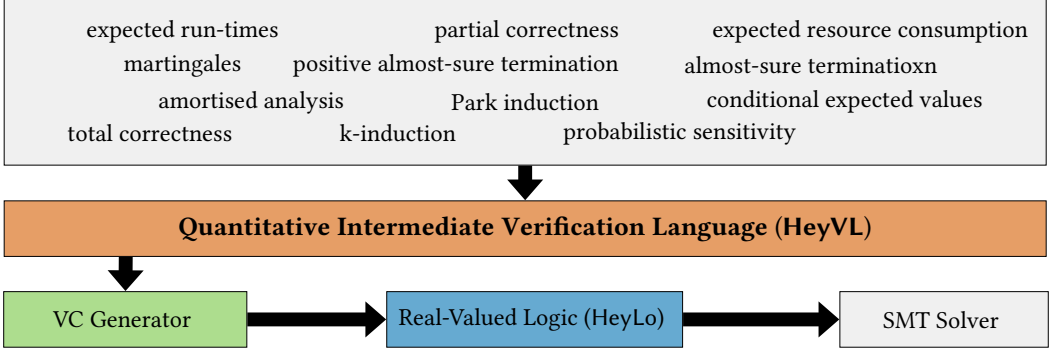 expected run-times partial correctness expected resource consumption
martingales positive almost-sure termination almost-sure terminatioxn
amortised analysis Park induction conditional expected values
total correctness k-induction probabilistic sensitivity
Quantitative Intermediate Verification Language (HeyVL)
VC Generator Real-Valued Logic (HeyLo) SMT Solver